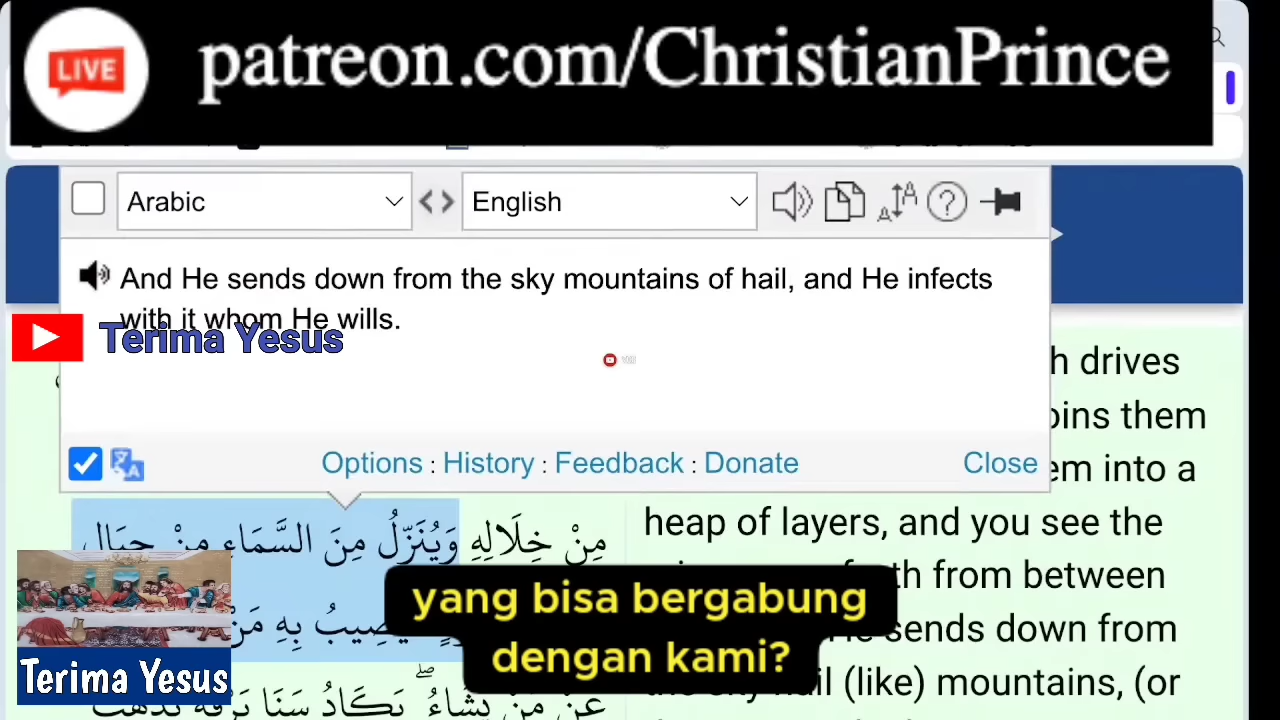 LIVE
patreon.com/ChristianPrince
Arabic
English
And He sends down from the sky mountains of hail, and He infects
with it whom He wills.
Terima Yesus
Options : History : Feedback : Donate
Close
h drives
oins them
em into a
heap of layers, and you see the
th from between
sends down from
hail (like) mountains, (or
مِنْ خِلَالِهِ وَيُنَزِّلُ مِنَ السَّمَاءِ مِنْ جِبَالٍ
يُصِيبُ بِهِ مَنْ
عَنْ مَنْ يَشَاءُ ۖ يَكَادُ سَنَا بَرْقِهِ يَذْهَبُ
yang bisa bergabung
dengan kami?
Terima Yesus